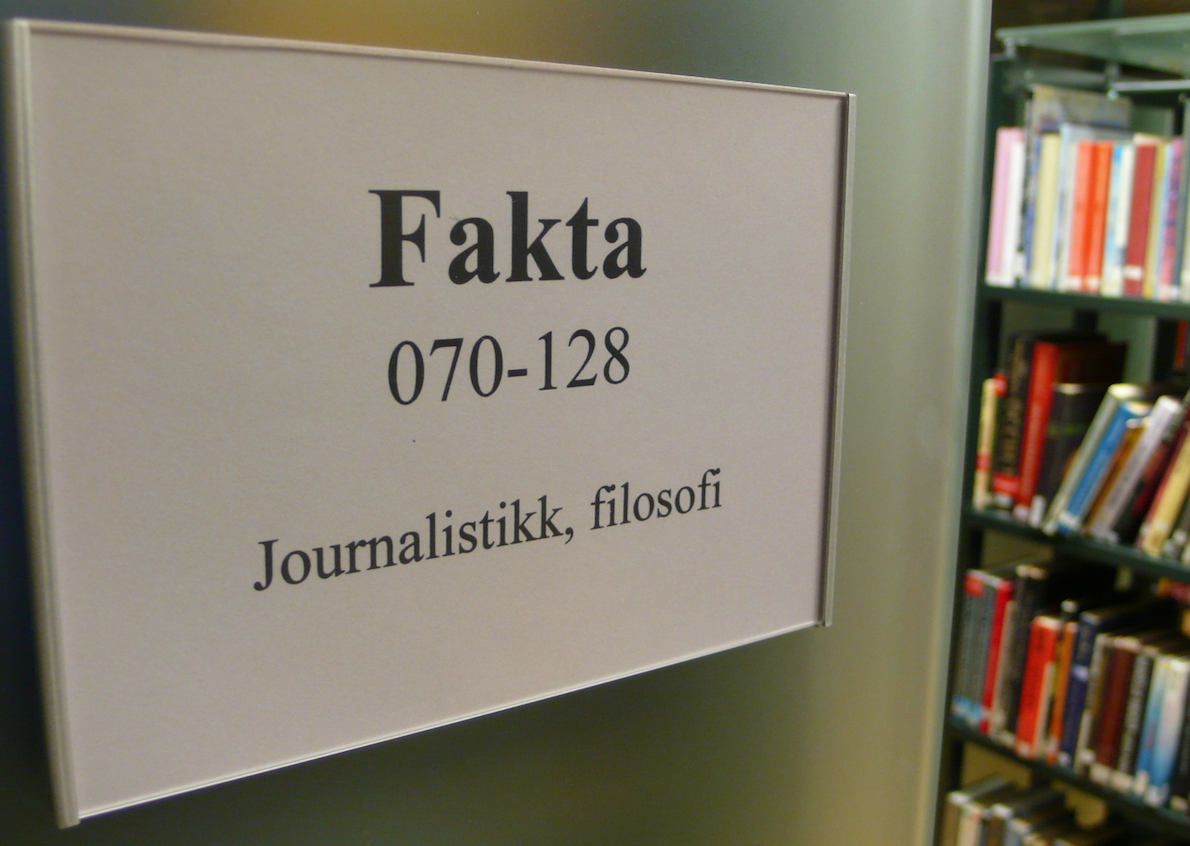 Fakta
070-128
Journalistikk, filosofi